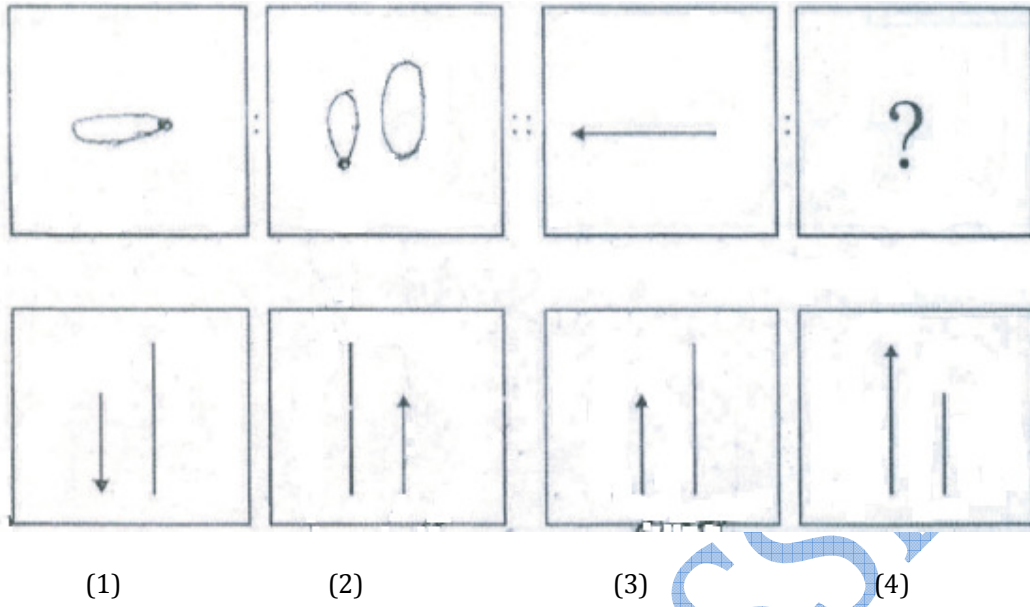 : :: :
?
(1) (2) (3) (4)